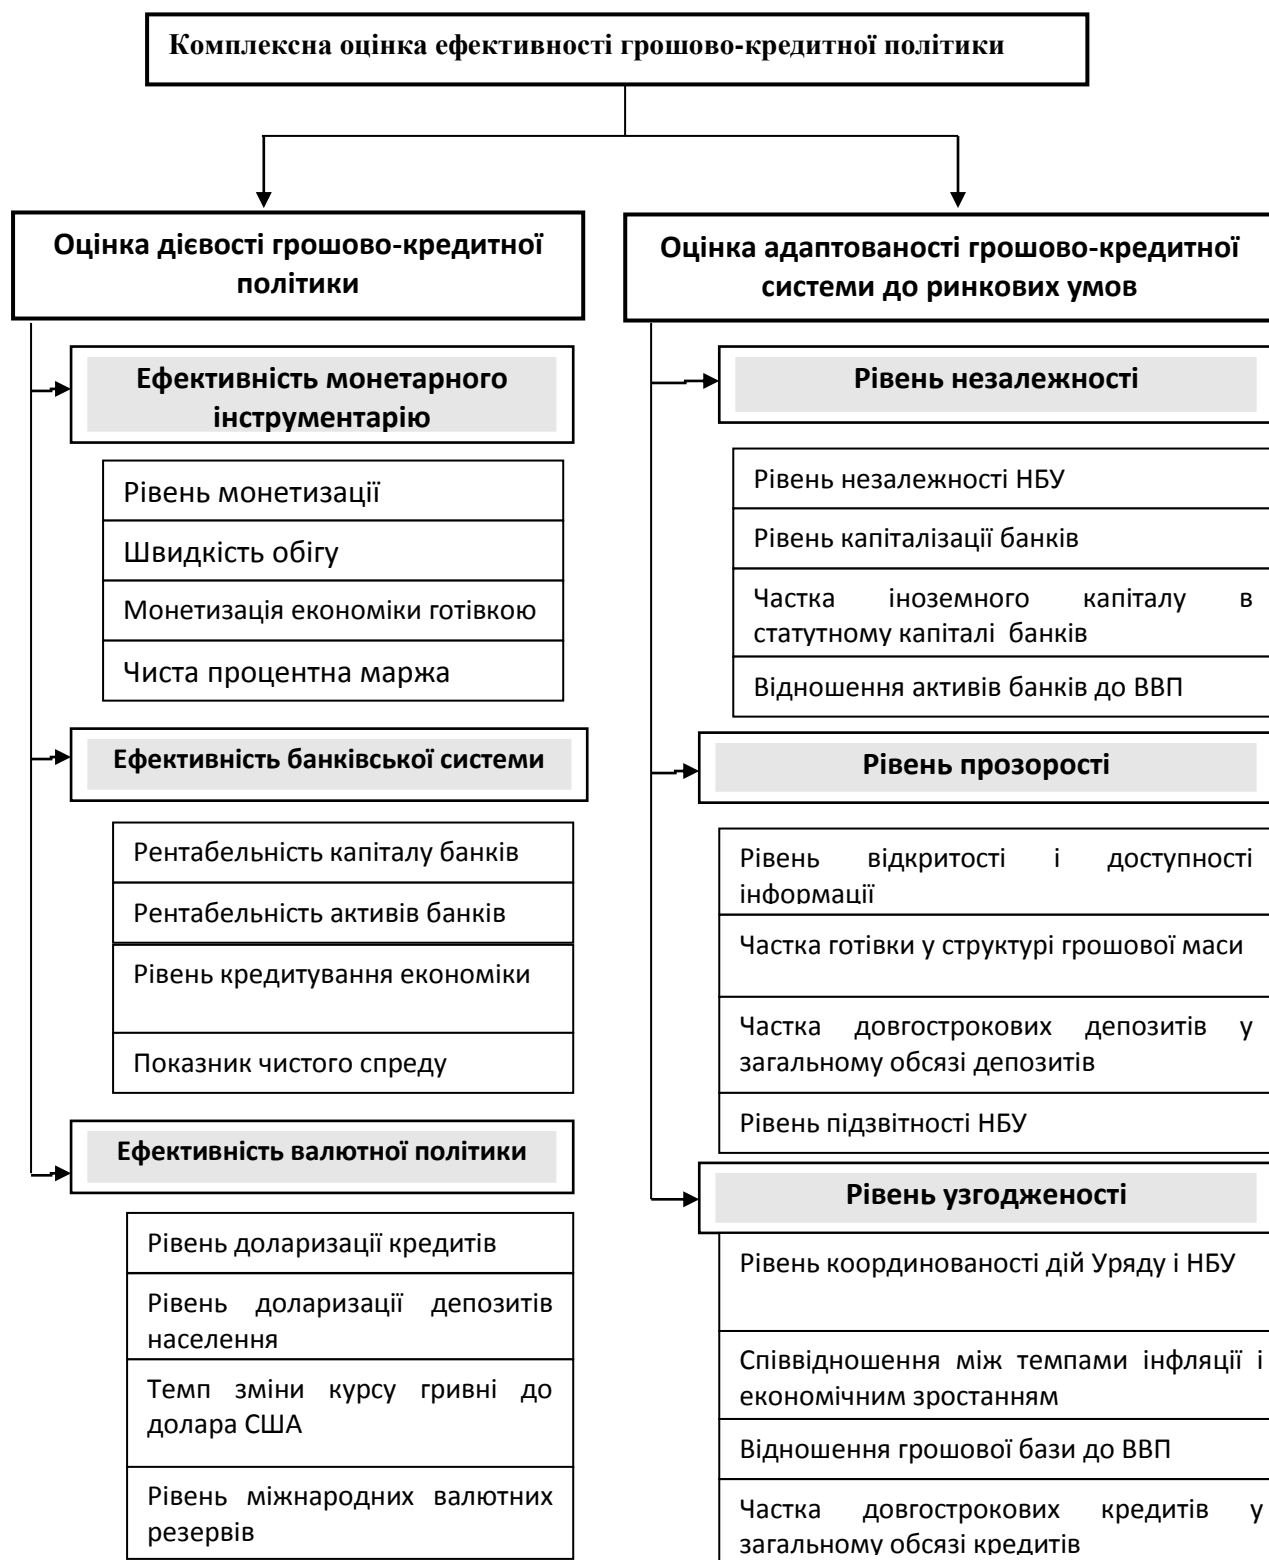 Комплексна оцінка ефективності грошово-кредитної політики
Оцінка дієвості грошово-кредитної
політики
Ефективність монетарного
інструментарію
Рівень монетизації
Швидкість обігу
Монетизація економіки готівкою
Чиста процентна маржа
Ефективність банківської системи
Рентабельність капіталу банків
Рентабельність активів банків
Рівень кредитування економіки
Показник чистого спреду
Ефективність валютної політики
Рівень доларизації кредитів
Рівень доларизації депозитів
населення
Темп зміни курсу гривні до
долара США
Рівень міжнародних валютних
резервів
Оцінка адаптованості грошово-кредитної
системи до ринкових умов
Рівень незалежності
Рівень незалежності НБУ
Рівень капіталізації банків
Частка іноземного капіталу в
статутному капіталі банків
Відношення активів банків до ВВП
Рівень прозорості
Рівень відкритості і доступності
інформації
Частка готівки у структурі грошової маси
Частка довгострокових депозитів у
загальному обсязі депозитів
Рівень підзвітності НБУ
Рівень узгодженості
Рівень координованості дій Уряду і НБУ
Співвідношення між темпами інфляції і
економічним зростанням
Відношення грошової бази до ВВП
Частка довгострокових кредитів у
загальному обсязі кредитів